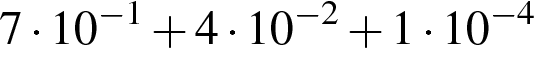 7 · 10⁻¹ + 4 · 10⁻² + 1 · 10⁻⁴